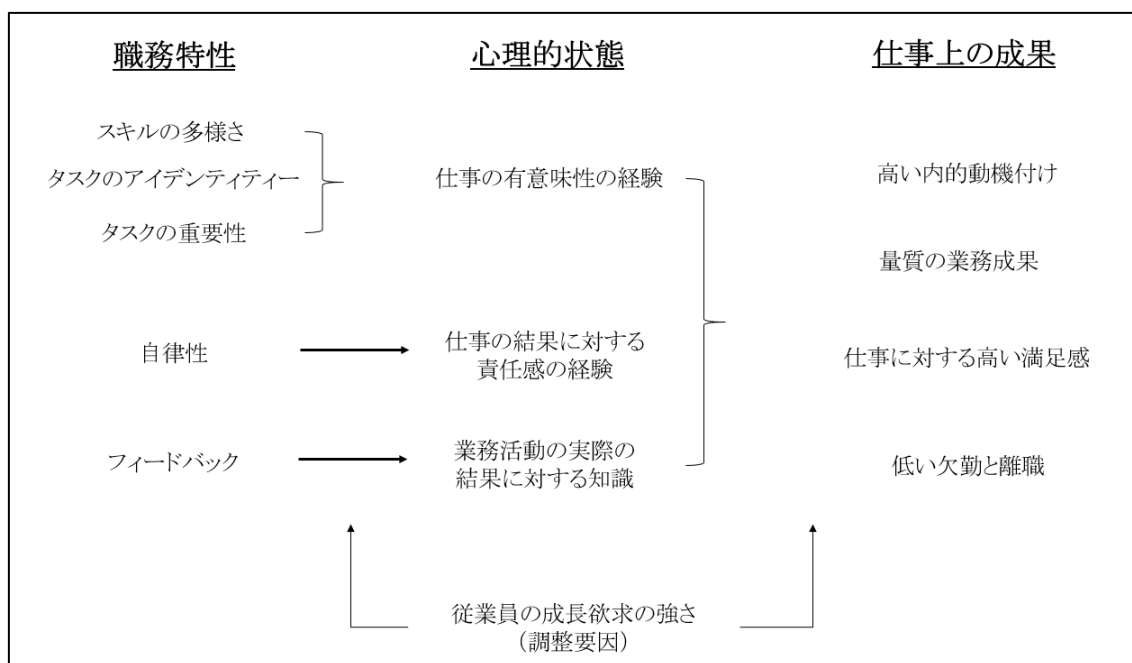 職務特性
心理的状態
仕事上の成果
スキルの多様さ
タスクのアイデンティティー
タスクの重要性
自律性
フィードバック
仕事の有意味性の経験
仕事の結果に対する
責任感の経験
業務活動の実際の
結果に対する知識
高い内的動機付け
量質の業務成果
仕事に対する高い満足感
低い欠勤と離職
従業員の成長欲求の強さ
（調整要因）